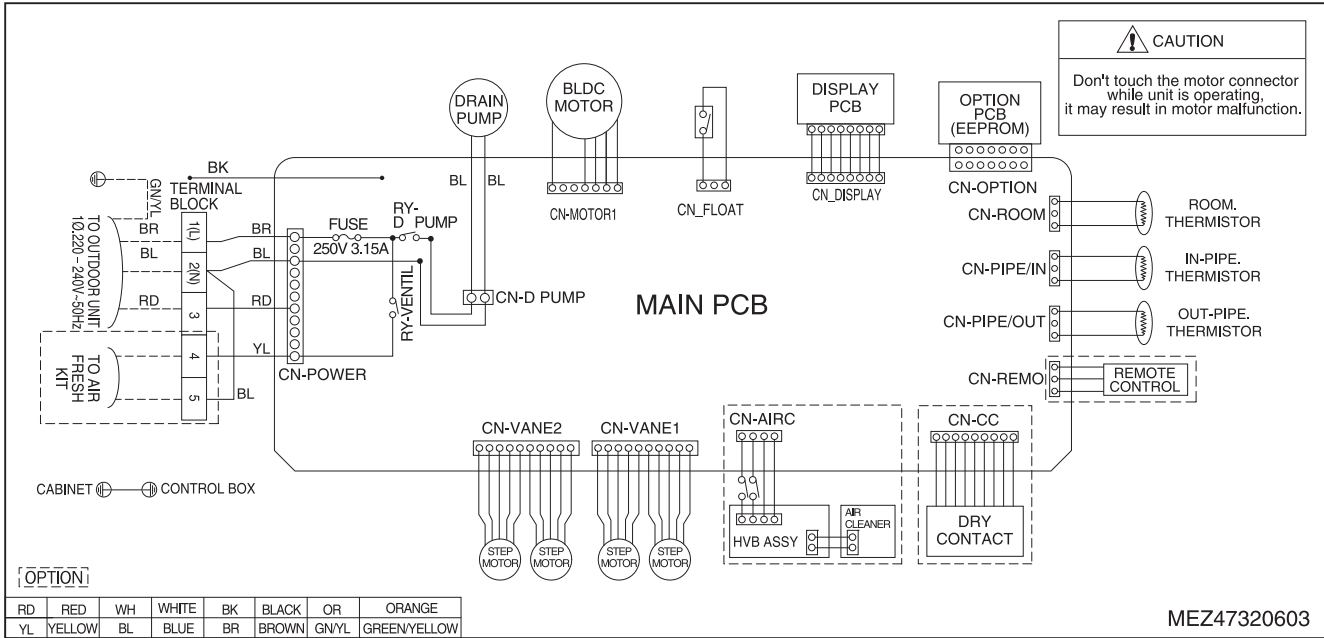 CAUTION
Don't touch the motor connector
while unit is operating,
it may result in motor malfunction.
DRAIN
PUMP
BLDC
MOTOR
DISPLAY
PCB
OPTION
PCB
(EEPROM)
BK
BL
BL
CN-MOTOR1
CN_FLOAT
CN_DISPLAY
CN-OPTION
GN/YL
TERMINAL
BLOCK
TO OUTDOOR UNIT
1Ø.220 - 240V~50Hz
BR
BL
RD
1(L)
2(N)
3
4
5
BR
BL
RD
YL
BL
TO AIR
FRESH
KIT
FUSE
250V 3.15A
RY-
D PUMP
RY-VENTIL
CN-D PUMP
CN-POWER
MAIN PCB
CN-ROOM
ROOM.
THERMISTOR
CN-PIPE/IN
IN-PIPE.
THERMISTOR
CN-PIPE/OUT
OUT-PIPE.
THERMISTOR
CN-REMO
REMOTE
CONTROL
CN-VANE2
CN-VANE1
CN-AIRC
CN-CC
CABINET
CONTROL BOX
STEP
MOTOR
STEP
MOTOR
STEP
MOTOR
STEP
MOTOR
HVB ASSY
AIR
CLEANER
DRY
CONTACT
OPTION
RD RED WH WHITE BK BLACK OR ORANGE
YL YELLOW BL BLUE BR BROWN GN/YL GREEN/YELLOW
MEZ47320603